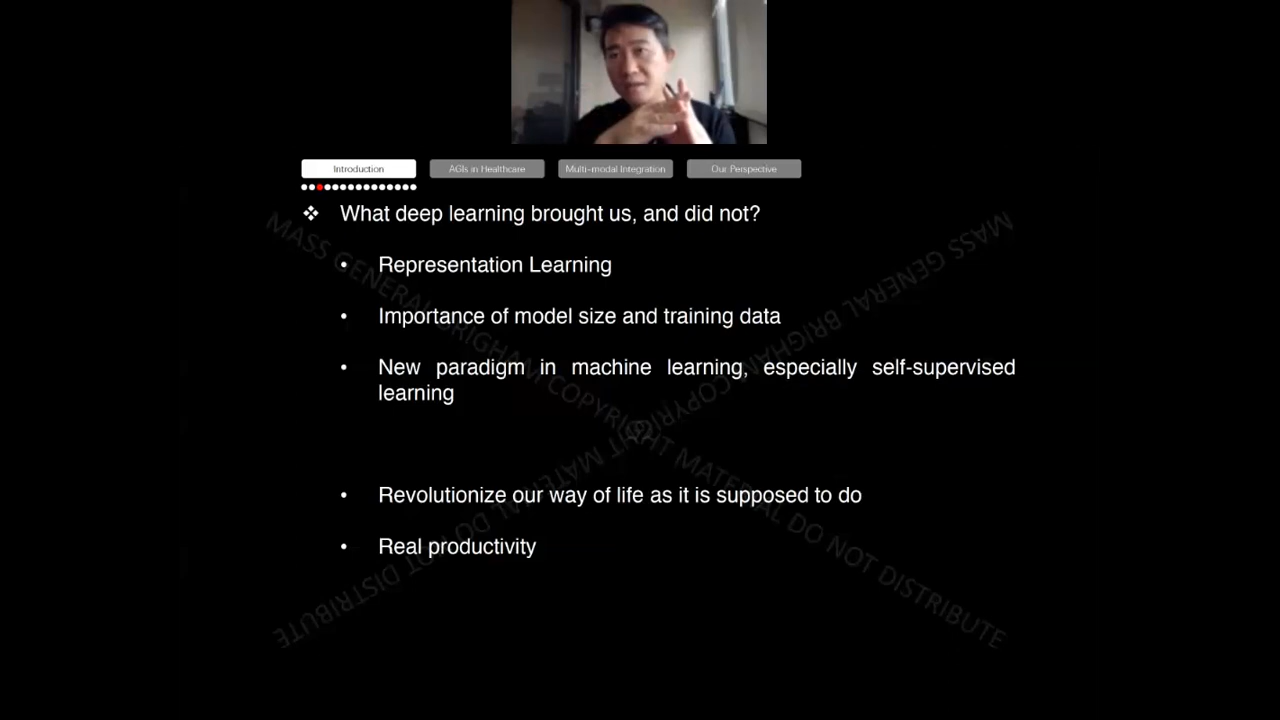 Introduction
AGIs in Healthcare
Multi-modal Integration
Our Perspective
What deep learning brought us, and did not?
• Representation Learning
• Importance of model size and training data
• New paradigm in machine learning, especially self-supervised
learning
• Revolutionize our way of life as it is supposed to do
• Real productivity
MASS GENERAL BRIGHAM COPYRIGHT MATERIAL DO NOT DISTRIBUTE
MASS GENERAL BRIGHAM COPYRIGHT MATERIAL DO NOT DISTRIBUTE